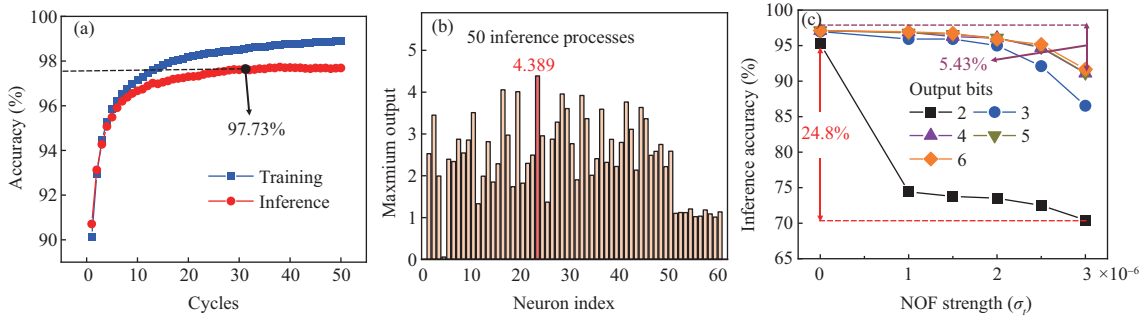 (a)
100
98
96
94
92
90
Accuracy (%)
97.73%
Training
Inference
0 10 20 30 40 50
Cycles
(b)
50 inference processes
4.389
5
4
3
2
1
0
Maxmium output
0 10 20 30 40 50 60
Neuron index
(c)
100
95
90
85
80
75
70
65
Inference accuracy (%)
5.43%
Output bits
2 3
4 5
6
24.8%
0 1 2 3 ×10⁻⁶
NOF strength (σₜ)